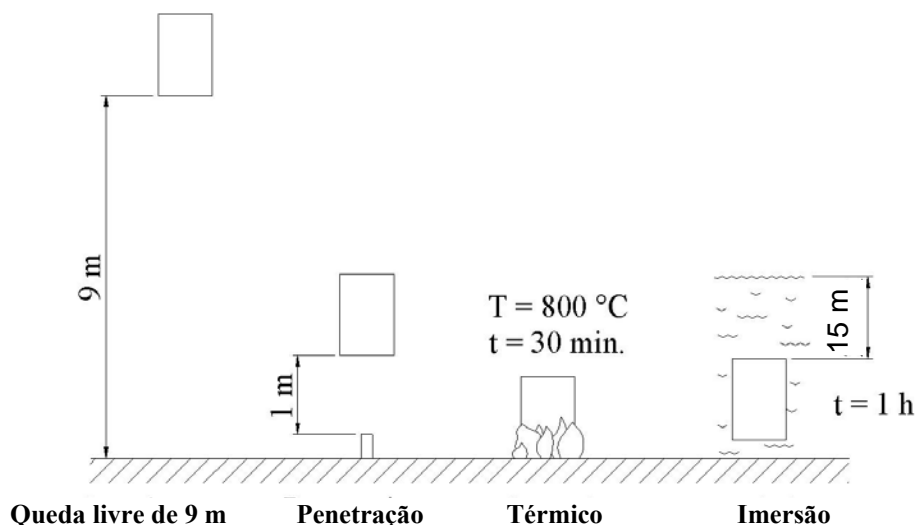 9 m
1 m
T = 800 °C
t = 30 min.
15 m
t = 1 h
Queda livre de 9 m
Penetração
Térmico
Imersão